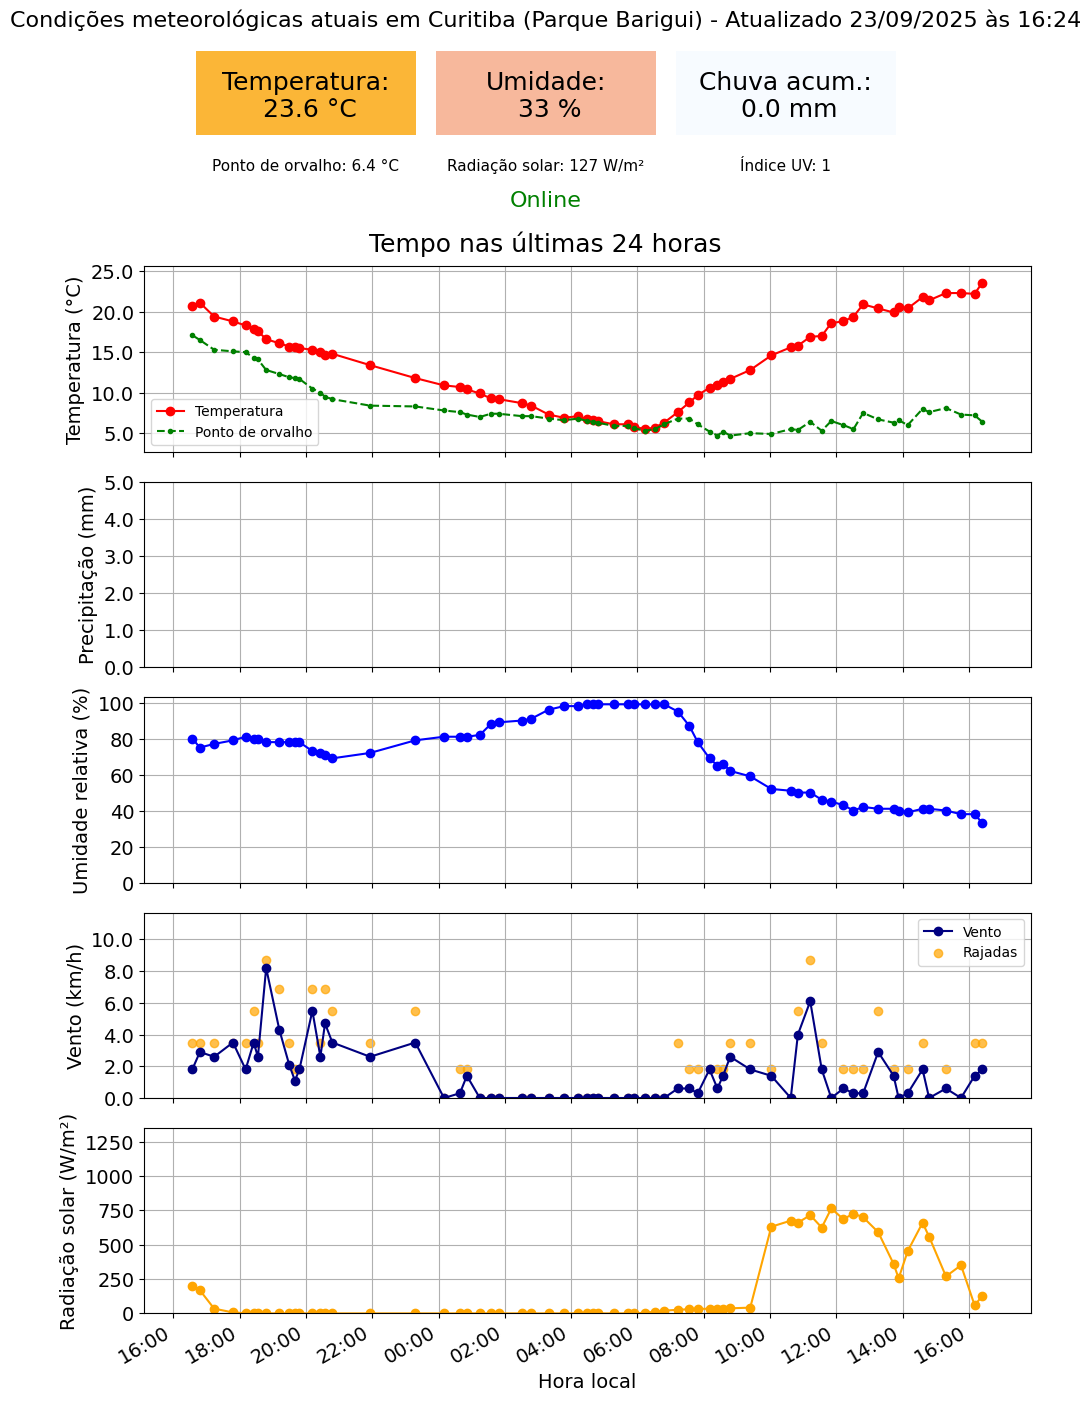 Condições meteorológicas atuais em Curitiba (Parque Barigui) - Atualizado 23/09/2025 às 16:24
Temperatura:
23.6 °C
Umidade:
33 %
Chuva acum.:
0.0 mm
Ponto de orvalho: 6.4 °C
Radiação solar: 127 W/m²
Índice UV: 1
Online
Tempo nas últimas 24 horas
Temperatura (°C)
25.0
20.0
15.0
10.0
5.0
Temperatura
Ponto de orvalho
Precipitação (mm)
5.0
4.0
3.0
2.0
1.0
0.0
Umidade relativa (%)
100
80
60
40
20
0
Vento (km/h)
10.0
8.0
6.0
4.0
2.0
0.0
Vento
Rajadas
Radiação solar (W/m²)
1250
1000
750
500
250
0
16:00
18:00
20:00
22:00
00:00
02:00
04:00
06:00
08:00
10:00
12:00
14:00
16:00
Hora local